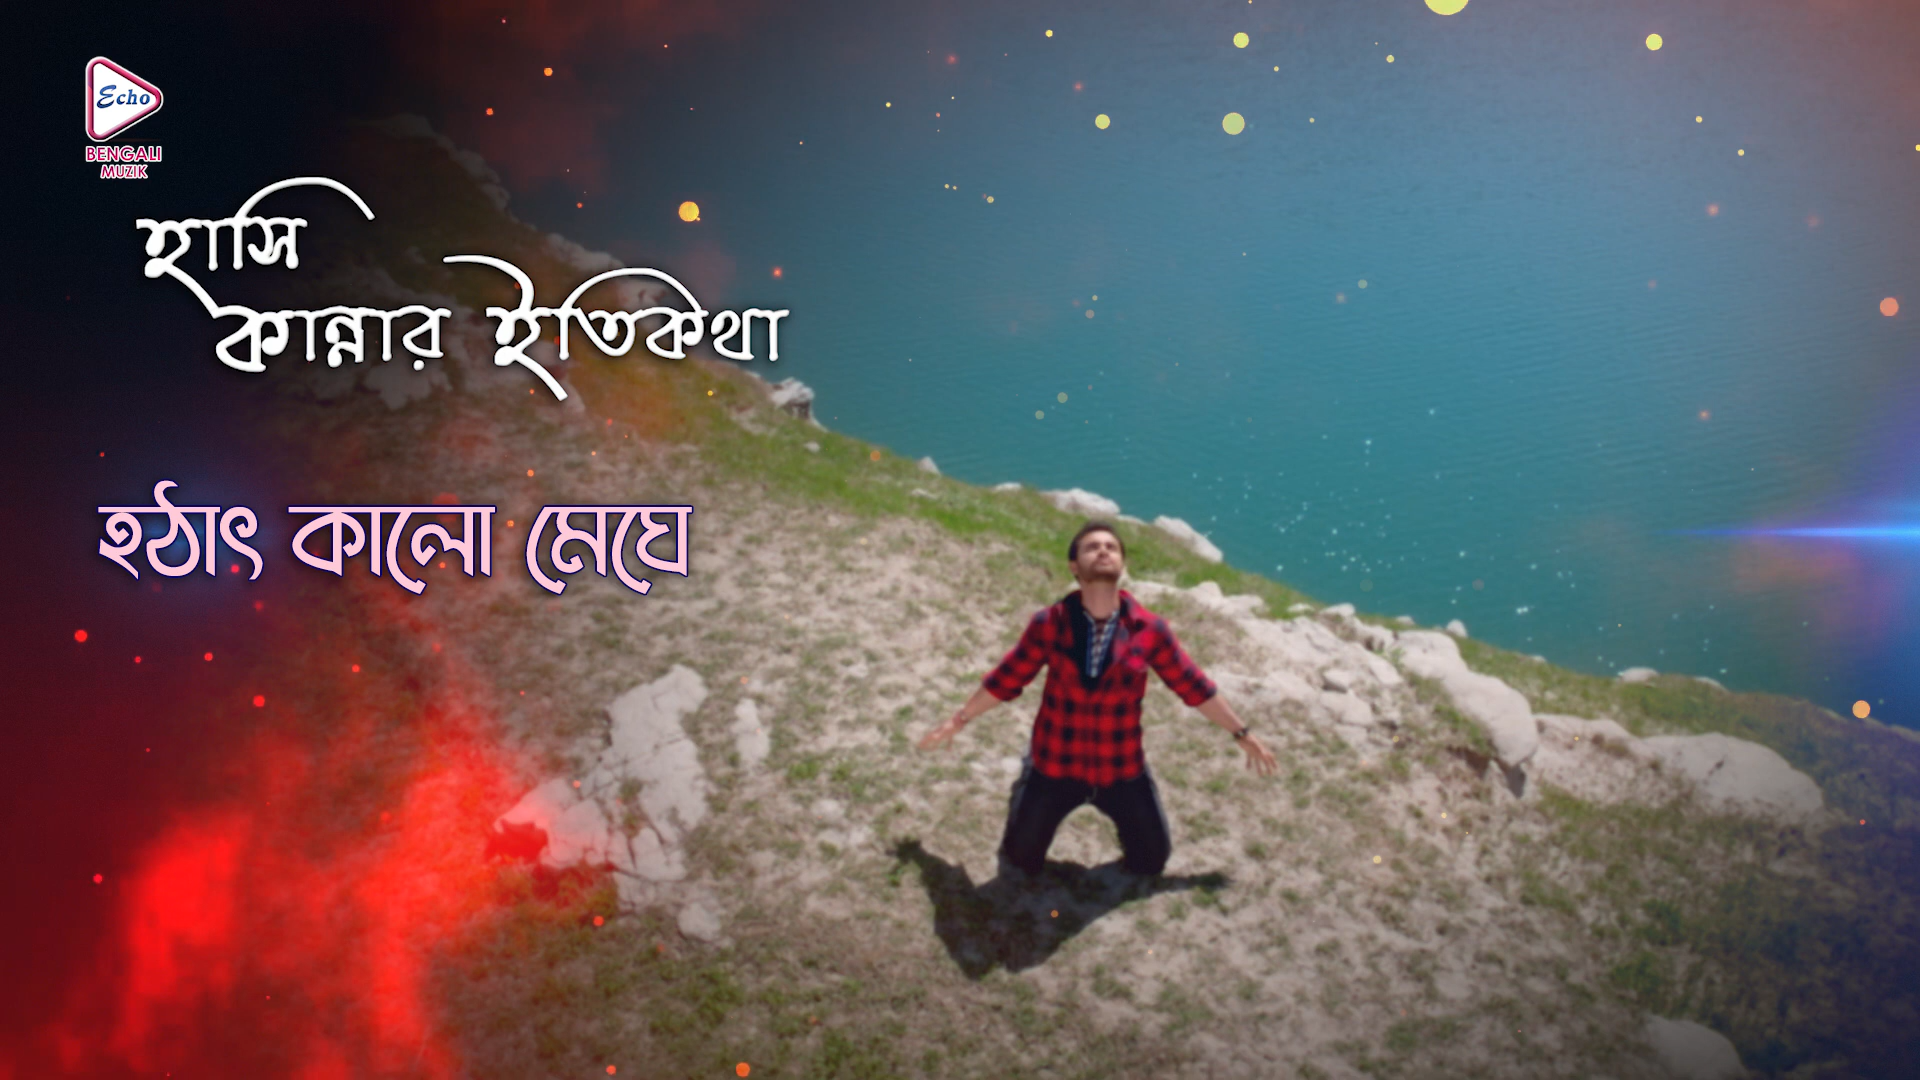 Echo
BENGALI
MUZIK
হাসি
কান্নার ইতিকথা
হঠাৎ কালো মেঘে